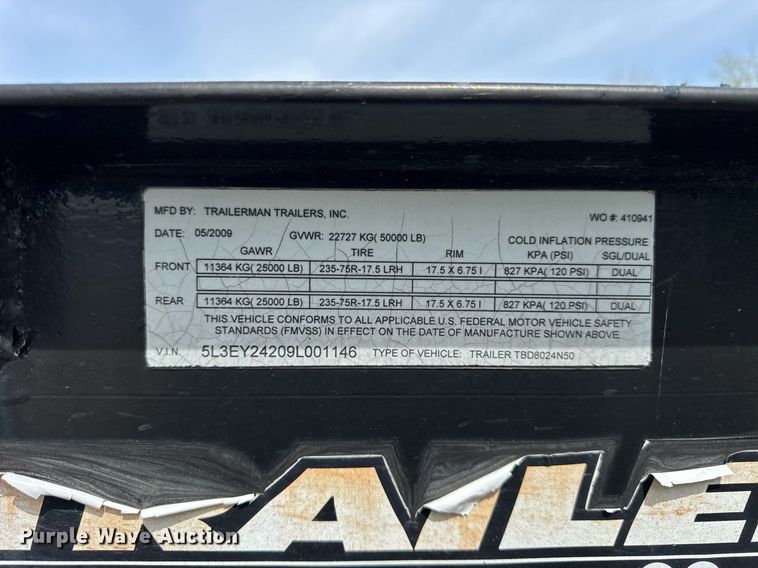 MFD BY: TRAILERMAN TRAILERS, INC. WO #: 410941
DATE: 05/2009 GVWR: 22727 KG( 50000 LB) COLD INFLATION PRESSURE
GAWR TIRE RIM KPA (PSI) SGL/DUAL
FRONT 11364 KG( 25000 LB) 235-75R-17.5 LRH 17.5 X 6.75 I 827 KPA( 120 PSI) DUAL
REAR 11364 KG( 25000 LB) 235-75R-17.5 LRH 17.5 X 6.75 I 827 KPA( 120 PSI) DUAL
THIS VEHICLE CONFORMS TO ALL APPLICABLE U.S. FEDERAL MOTOR VEHICLE SAFETY
STANDARDS (FMVSS) IN EFFECT ON THE DATE OF MANUFACTURE SHOWN ABOVE.
V.I.N. 5L3EY24209L001146 TYPE OF VEHICLE: TRAILER TBD8024N50
RAILE
Purple Wave Auction